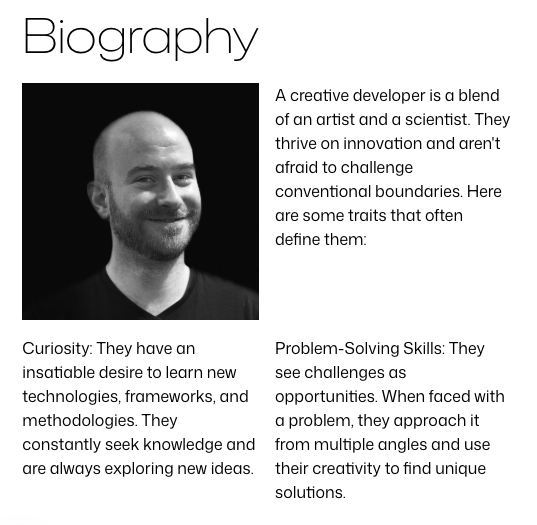 Biography
A creative developer is a blend
of an artist and a scientist. They
thrive on innovation and aren't
afraid to challenge
conventional boundaries. Here
are some traits that often
define them:
Curiosity: They have an
insatiable desire to learn new
technologies, frameworks, and
methodologies. They
constantly seek knowledge and
are always exploring new ideas.
Problem-Solving Skills: They
see challenges as
opportunities. When faced with
a problem, they approach it
from multiple angles and use
their creativity to find unique
solutions.